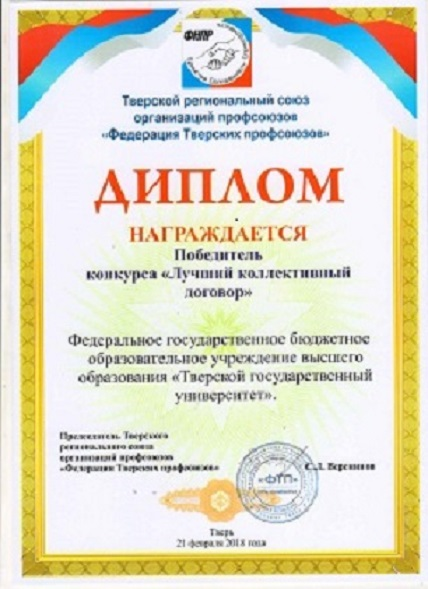 ФНПР
Тверской региональный союз
организаций профсоюзов
«Федерация Тверских профсоюзов»
ДИПЛОМ
НАГРАЖДАЕТСЯ
Победитель
конкурса «Лучший коллективный
договор»
Федеральное государственное бюджетное
образовательное учреждение высшего
образования «Тверской государственный
университет».
Председатель Тверского
регионального союза
организаций профсоюзов
«Федерация Тверских профсоюзов»
«ФТП»
Тверь
21 февраля 2018 года